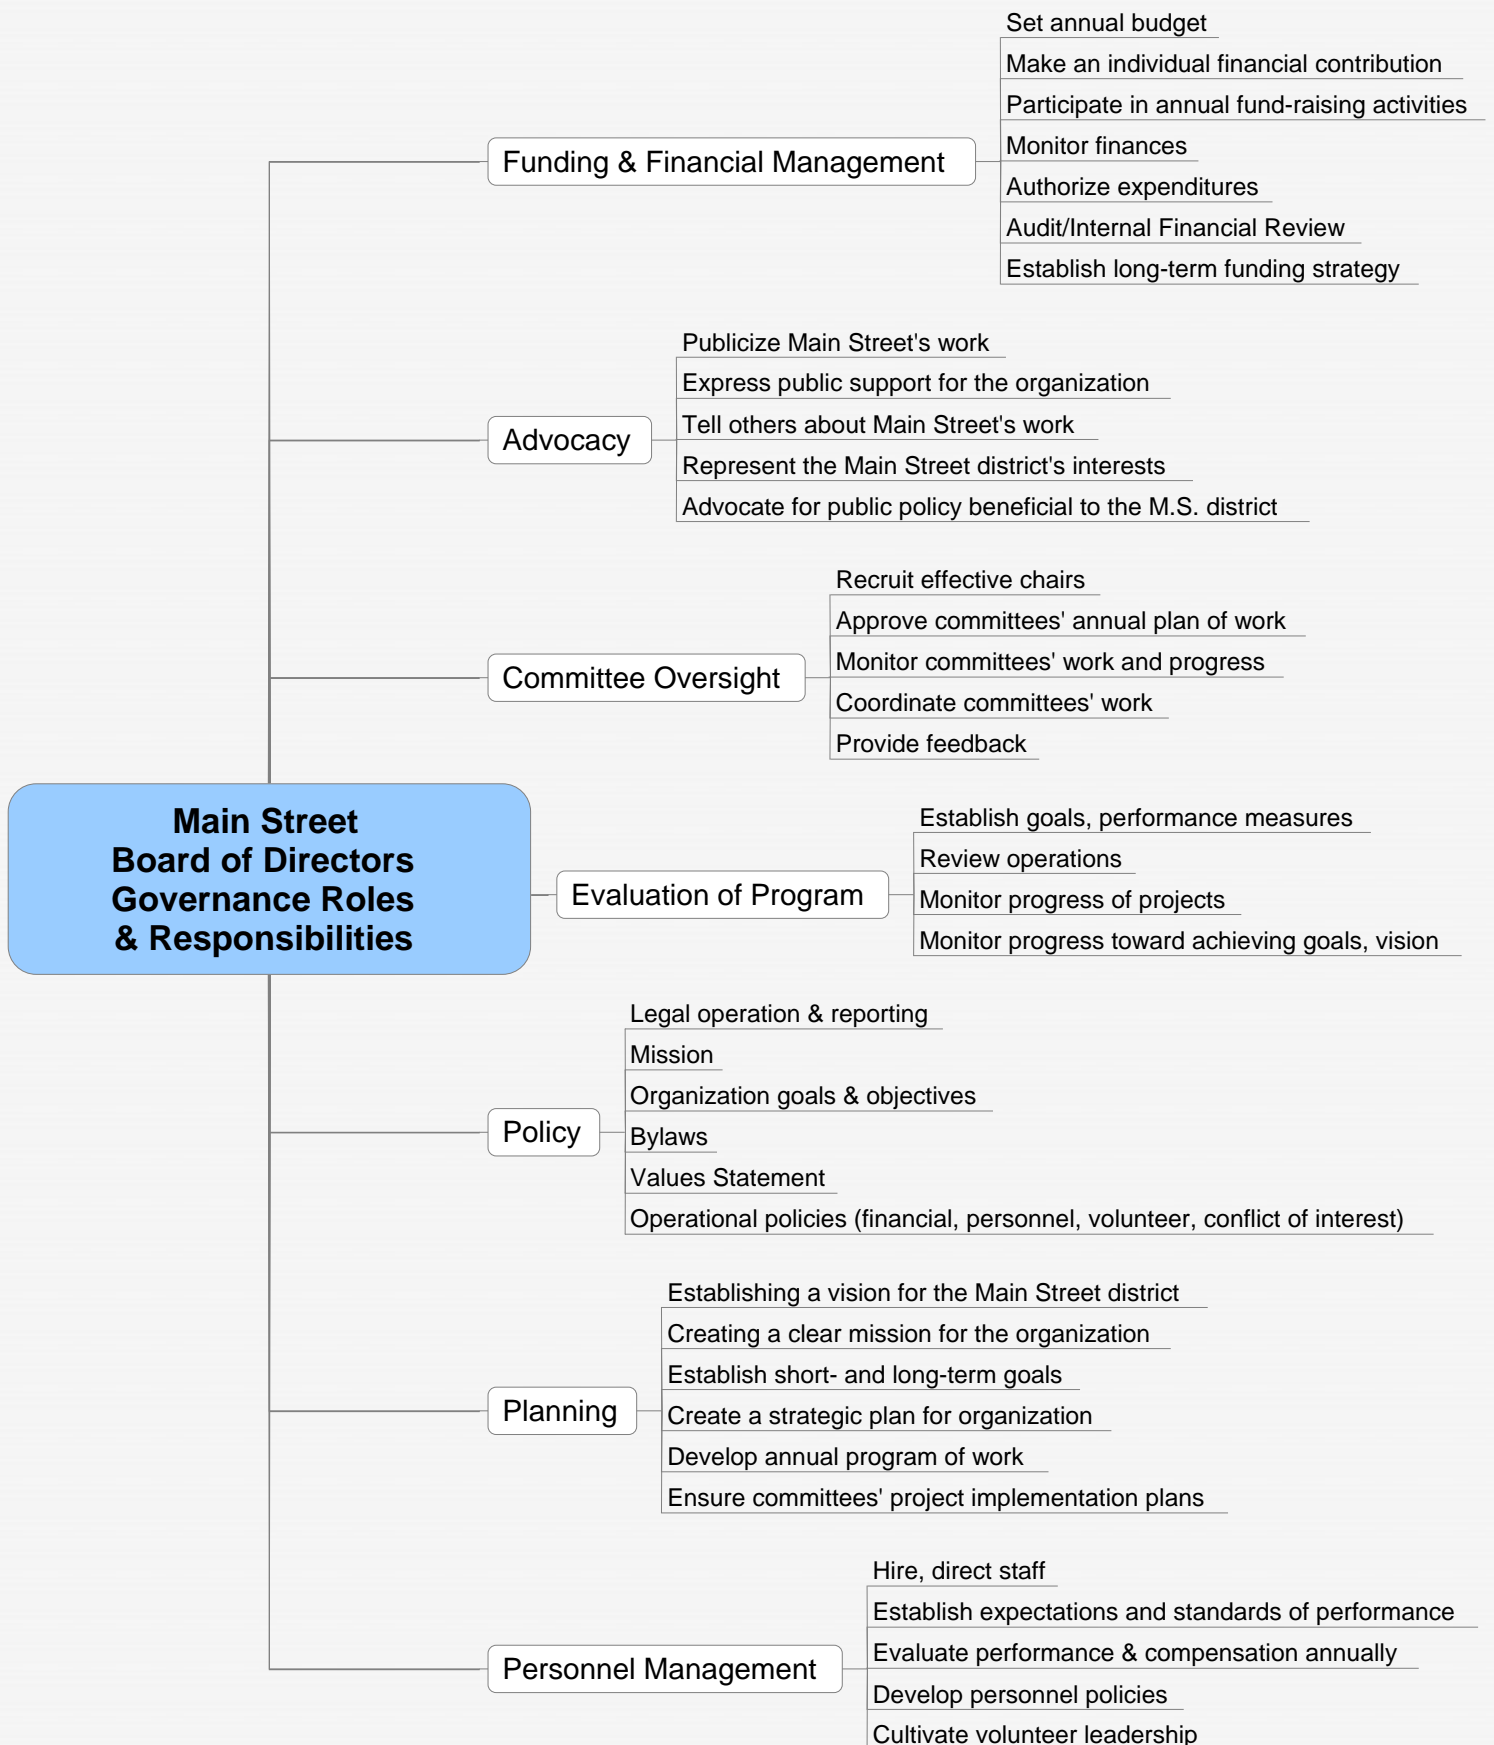 Set annual budget
Make an individual financial contribution
Participate in annual fund-raising activities
Monitor finances
Funding & Financial Management
Authorize expenditures
Audit/Internal Financial Review
Establish long-term funding strategy
Publicize Main Street's work
Express public support for the organization
Advocacy
Tell others about Main Street's work
Represent the Main Street district's interests
Advocate for public policy beneficial to the M.S. district
Recruit effective chairs
Approve committees' annual plan of work
Committee Oversight
Monitor committees' work and progress
Coordinate committees' work
Provide feedback
Main Street
Board of Directors
Governance Roles
& Responsibilities
Evaluation of Program
Establish goals, performance measures
Review operations
Monitor progress of projects
Monitor progress toward achieving goals, vision
Legal operation & reporting
Mission
Organization goals & objectives
Policy
Bylaws
Values Statement
Operational policies (financial, personnel, volunteer, conflict of interest)
Establishing a vision for the Main Street district
Creating a clear mission for the organization
Establish short- and long-term goals
Planning
Create a strategic plan for organization
Develop annual program of work
Ensure committees' project implementation plans
Hire, direct staff
Establish expectations and standards of performance
Personnel Management
Evaluate performance & compensation annually
Develop personnel policies
Cultivate volunteer leadership